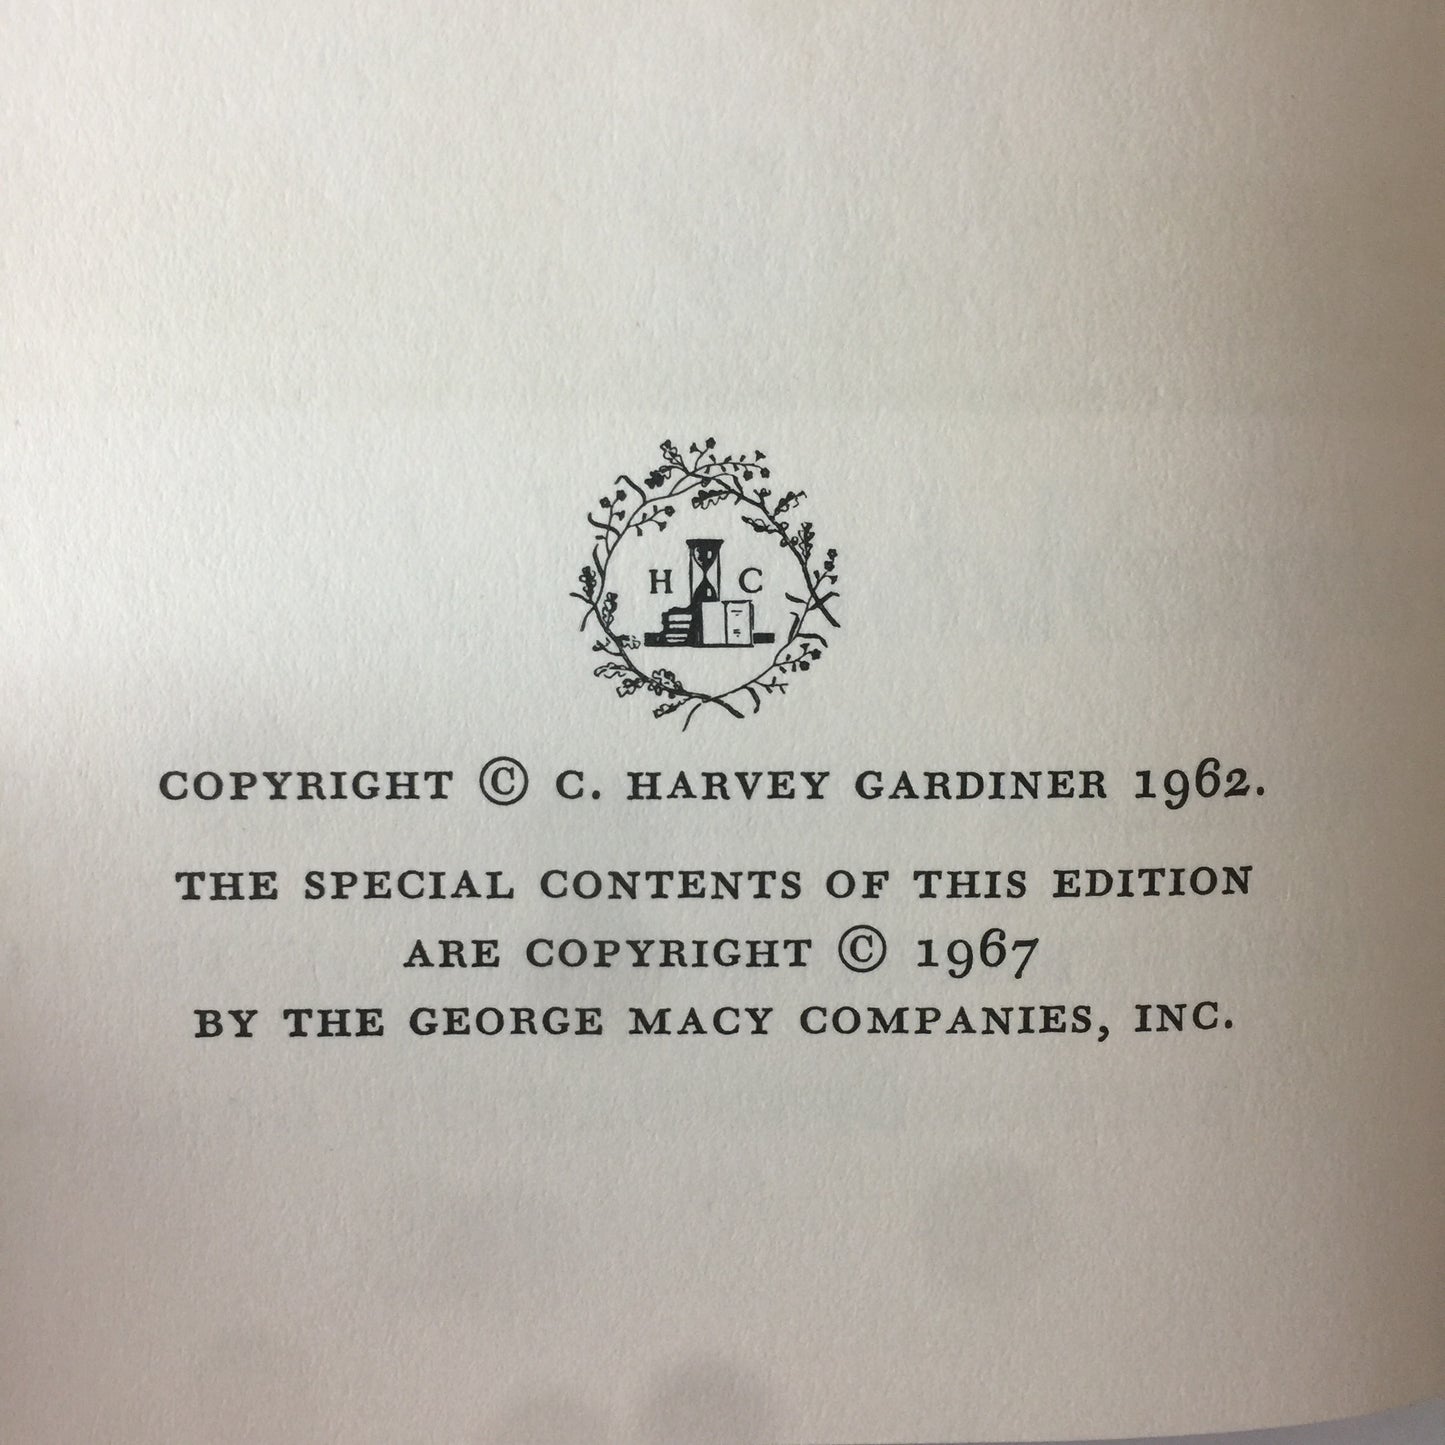 H C
COPYRIGHT © C. HARVEY GARDINER 1962.
THE SPECIAL CONTENTS OF THIS EDITION
ARE COPYRIGHT © 1967
BY THE GEORGE MACY COMPANIES, INC.